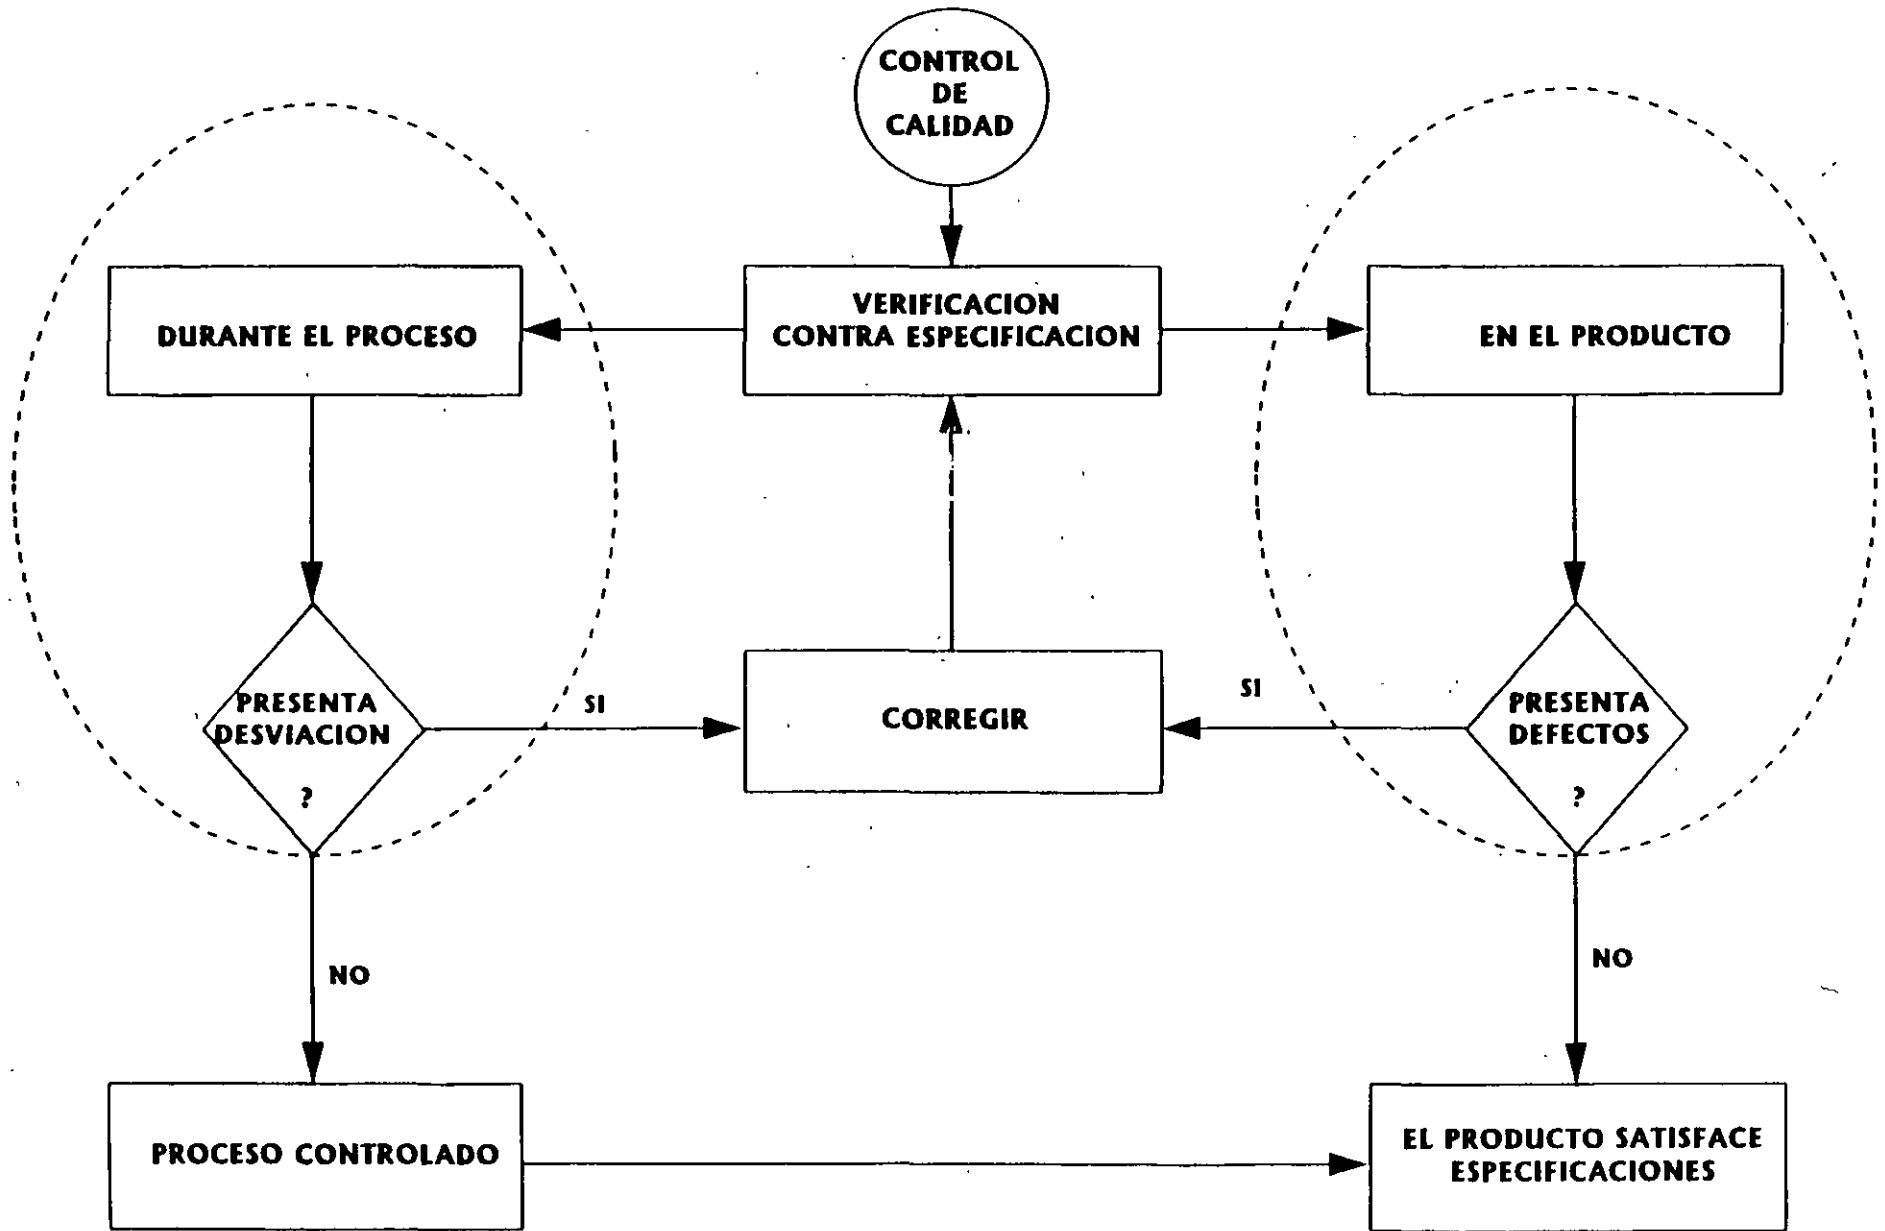 CONTROL
DE
CALIDAD
DURANTE EL PROCESO
VERIFICACION
CONTRA ESPECIFICACION
EN EL PRODUCTO
PRESENTA
DESVIACION
?
SI
CORREGIR
SI
PRESENTA
DEFECTOS
?
NO
NO
PROCESO CONTROLADO
EL PRODUCTO SATISFACE
ESPECIFICACIONES